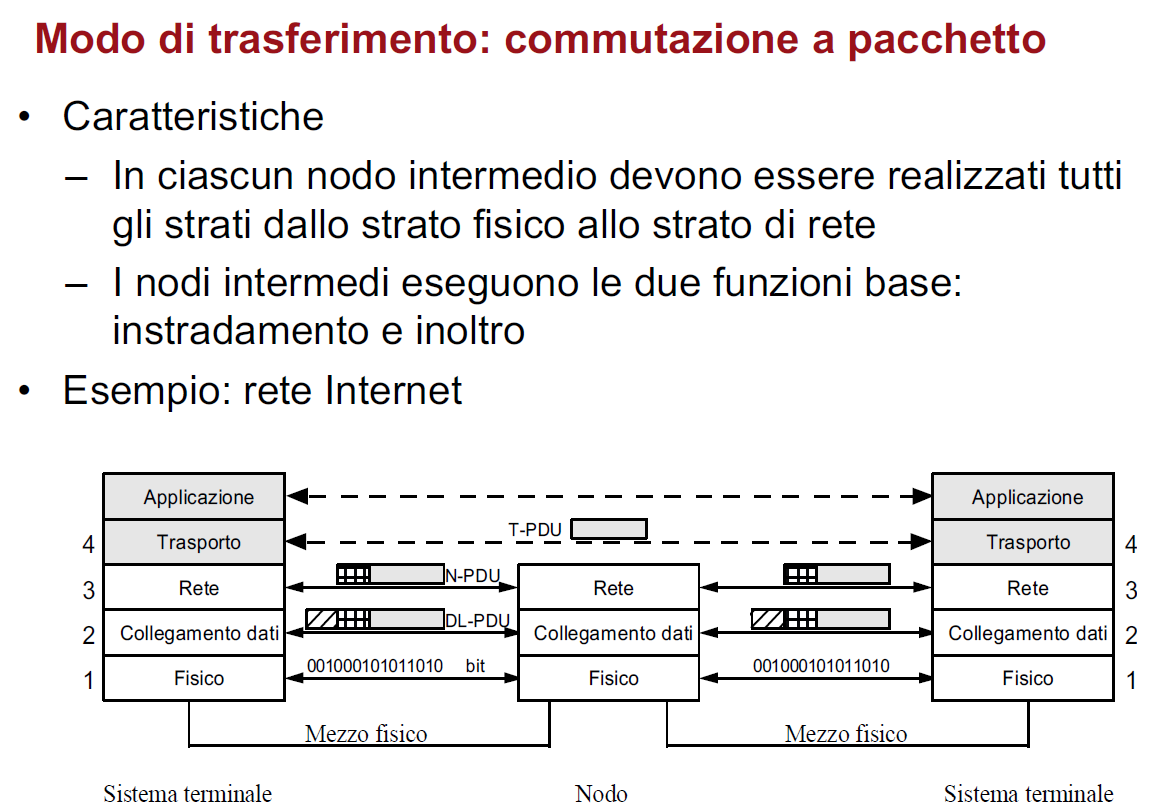 Modo di trasferimento: commutazione a pacchetto
• Caratteristiche
– In ciascun nodo intermedio devono essere realizzati tutti
gli strati dallo strato fisico allo strato di rete
– I nodi intermedi eseguono le due funzioni base:
instradamento e inoltro
• Esempio: rete Internet
Applicazione Applicazione
4 Trasporto T-PDU Trasporto 4
3 Rete N-PDU Rete Rete 3
2 Collegamento dati DL-PDU Collegamento dati Collegamento dati 2
1 Fisico 001000101011010 bit Fisico 001000101011010 Fisico 1
Mezzo fisico Mezzo fisico
Sistema terminale Nodo Sistema terminale